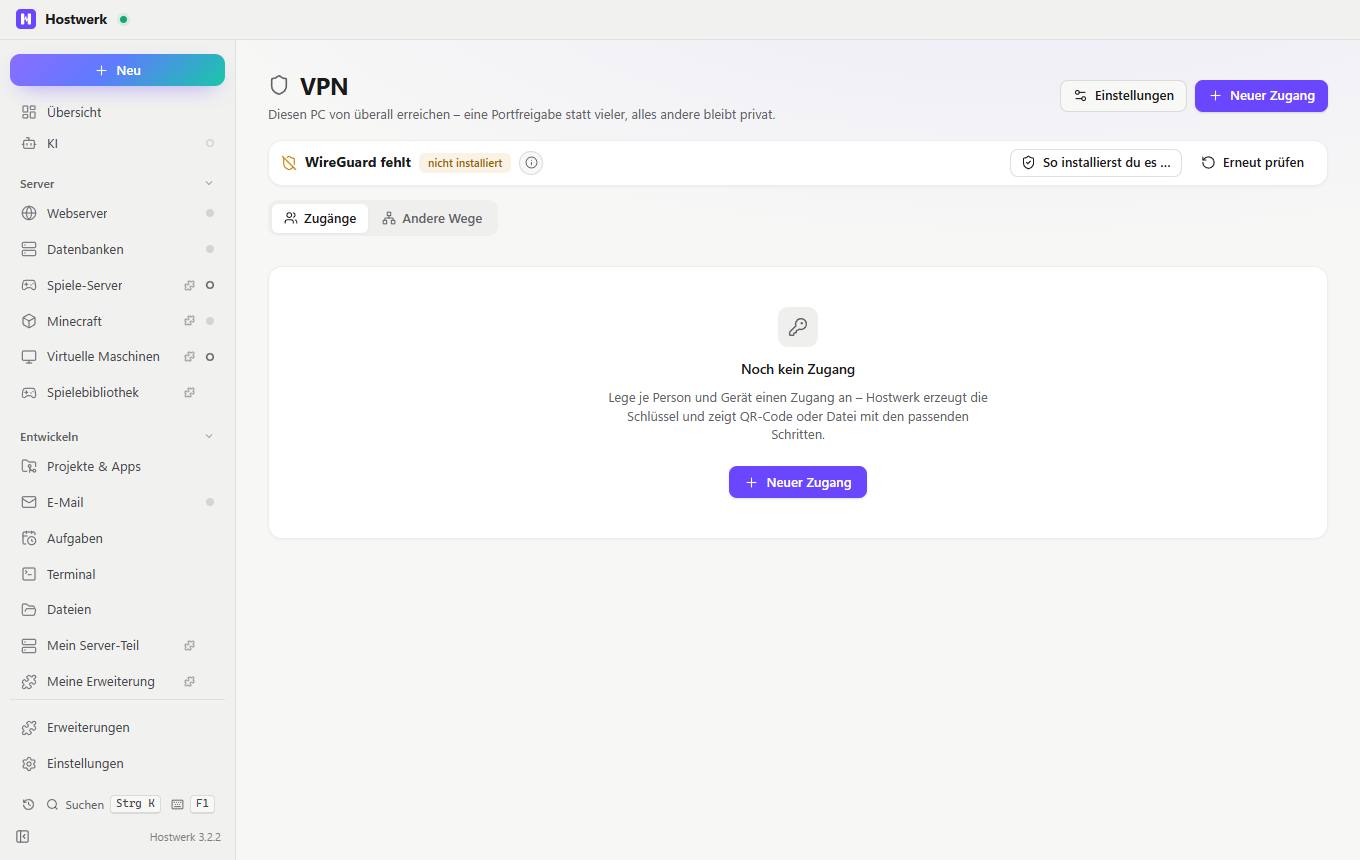 Hostwerk
Neu
Übersicht
KI
Server
Webserver
Datenbanken
Spiele-Server
Minecraft
Virtuelle Maschinen
Spielebibliothek
Entwickeln
Projekte & Apps
E-Mail
Aufgaben
Terminal
Dateien
Mein Server-Teil
Meine Erweiterung
Erweiterungen
Einstellungen
Suchen Strg K F1
Hostwerk 3.2.2
VPN
Diesen PC von überall erreichen – eine Portfreigabe statt vieler, alles andere bleibt privat.
Einstellungen
Neuer Zugang
WireGuard fehlt nicht installiert
So installierst du es ...
Erneut prüfen
Zugänge
Andere Wege
Noch kein Zugang
Lege je Person und Gerät einen Zugang an – Hostwerk erzeugt die
Schlüssel und zeigt QR-Code oder Datei mit den passenden
Schritten.
Neuer Zugang